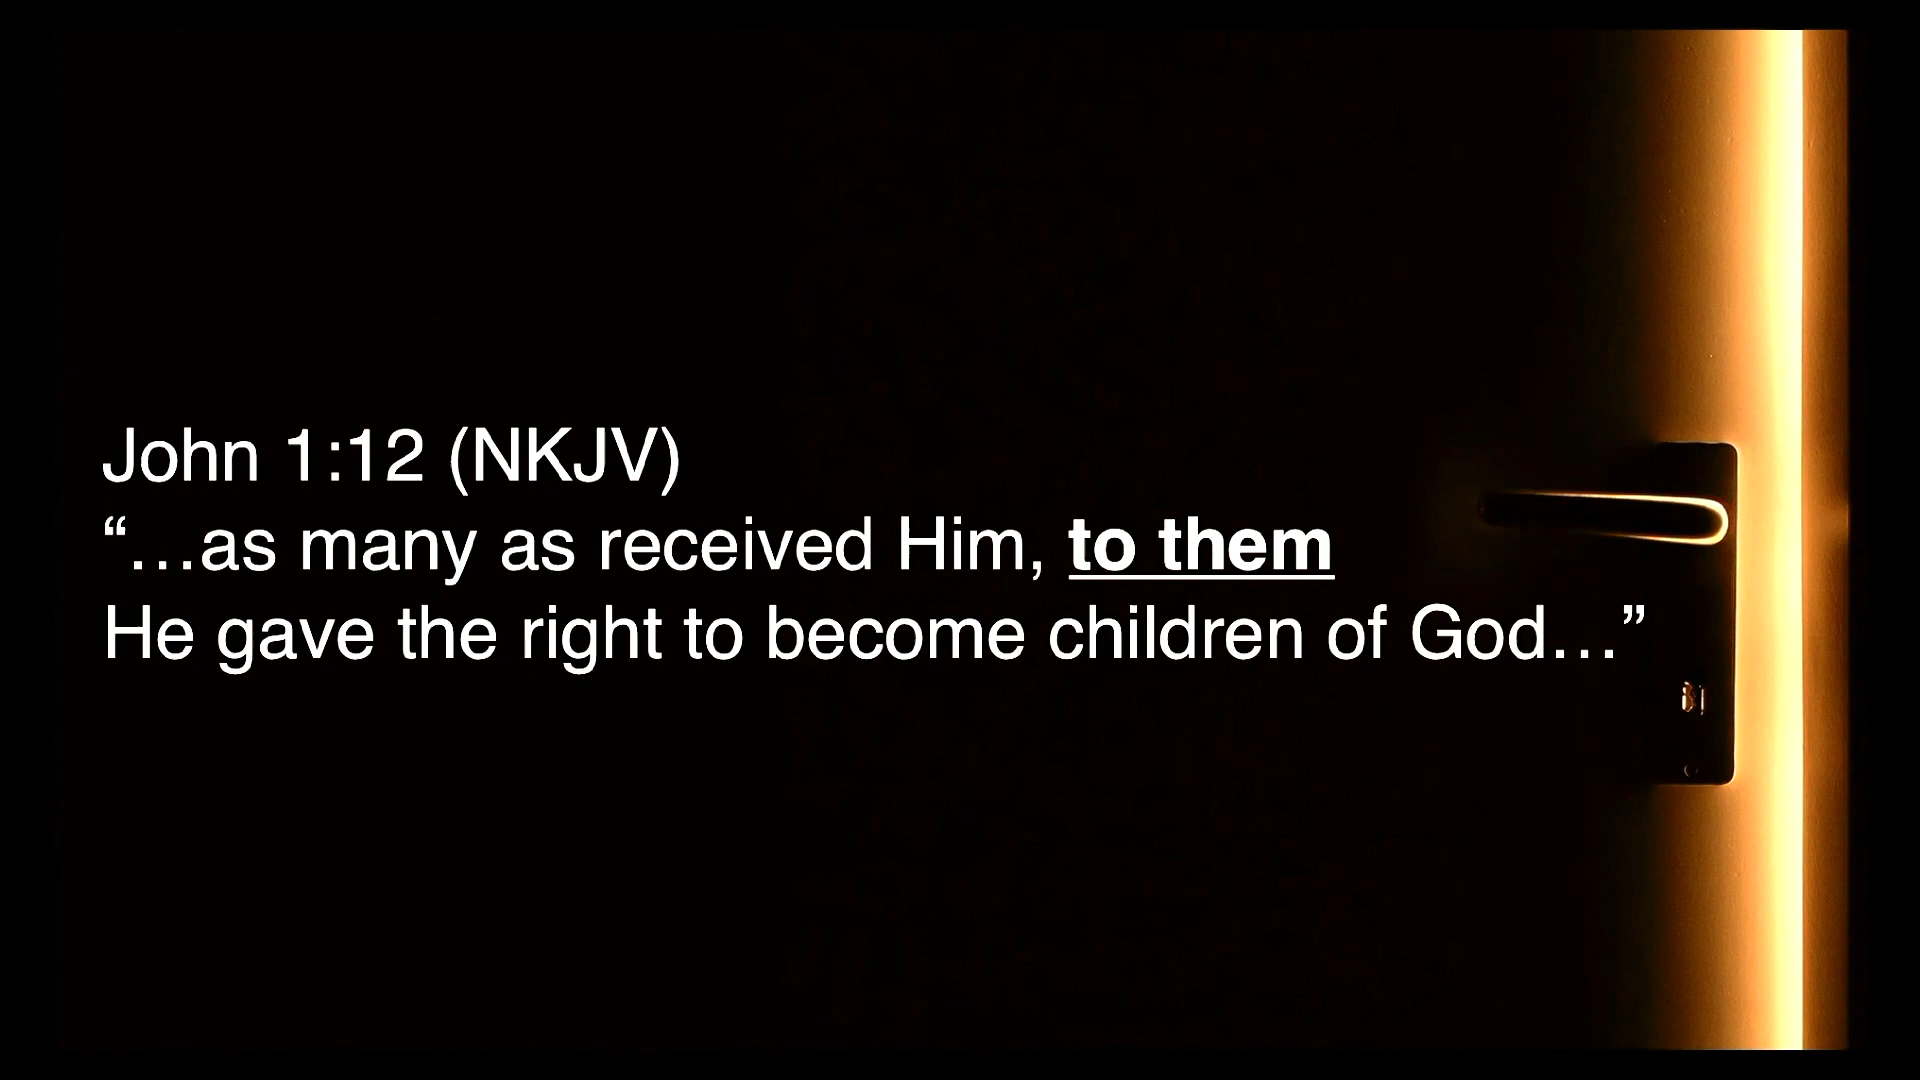 John 1:12 (NKJV)
“…as many as received Him, to them
He gave the right to become children of God…”